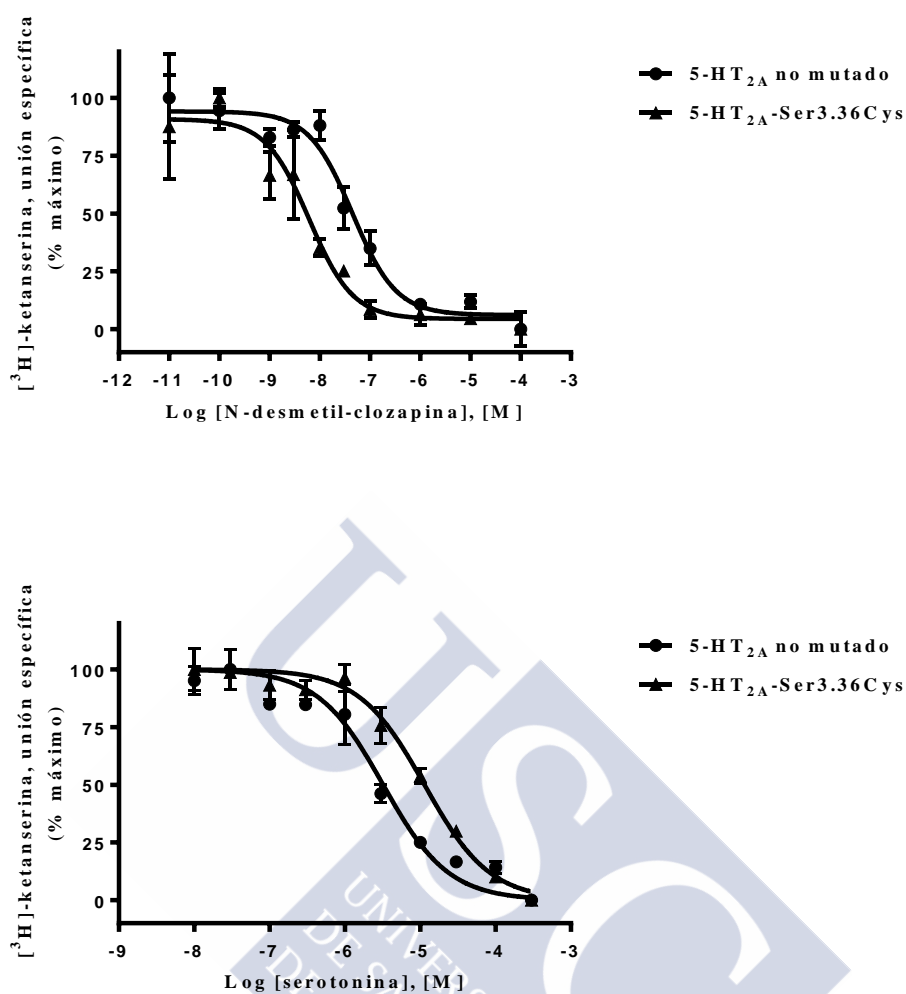 [³H]-ketanserina, unión específica
(% máximo)
100
75
50
25
0
-12 -11 -10 -9 -8 -7 -6 -5 -4 -3
Log [N-desmetil-clozapina], [M]
5-HT₂A no mutado
5-HT₂A-Ser3.36Cys
[³H]-ketanserina, unión específica
(% máximo)
100
75
50
25
0
-9 -8 -7 -6 -5 -4 -3
Log [serotonina], [M]
5-HT₂A no mutado
5-HT₂A-Ser3.36Cys
USC